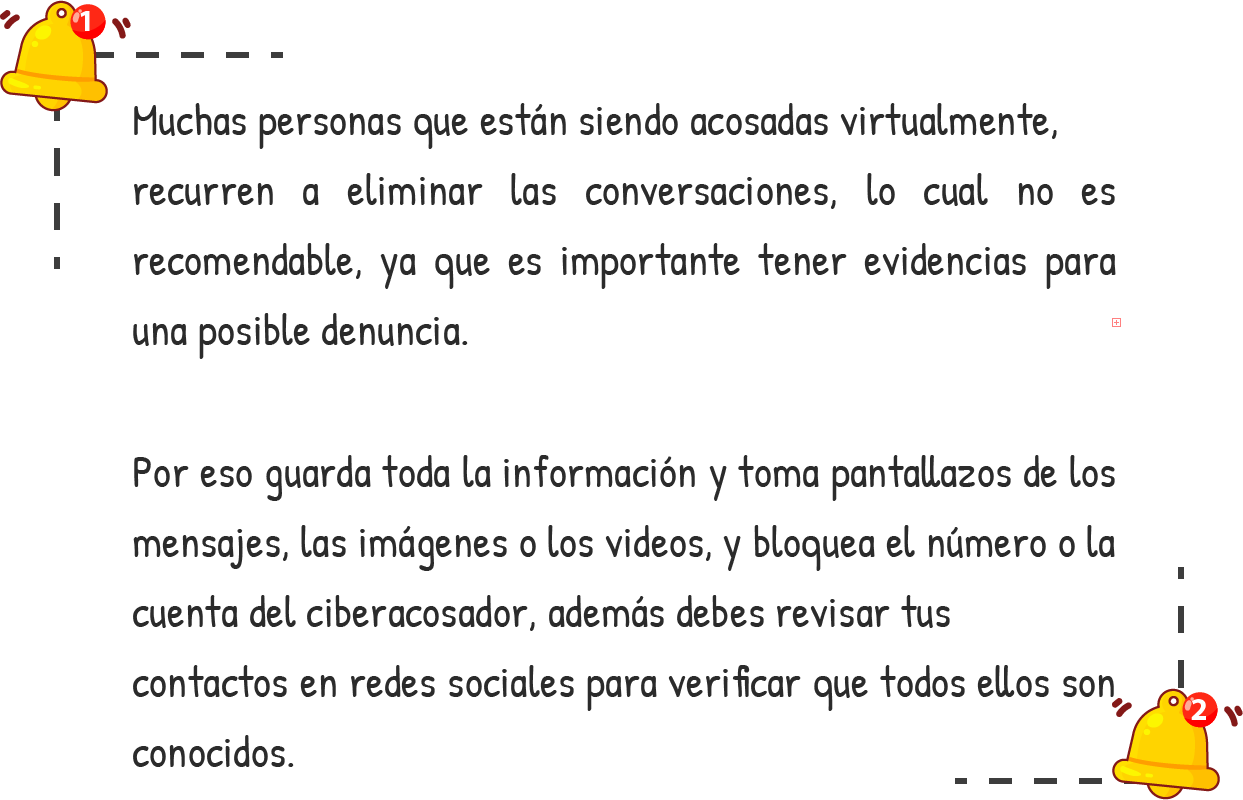 1
Muchas personas que están siendo acosadas virtualmente,
recurren a eliminar las conversaciones, lo cual no es
recomendable, ya que es importante tener evidencias para
una posible denuncia.
Por eso guarda toda la información y toma pantallazos de los
mensajes, las imágenes o los videos, y bloquea el número o la
cuenta del ciberacosador, además debes revisar tus
contactos en redes sociales para verificar que todos ellos son
conocidos.
2